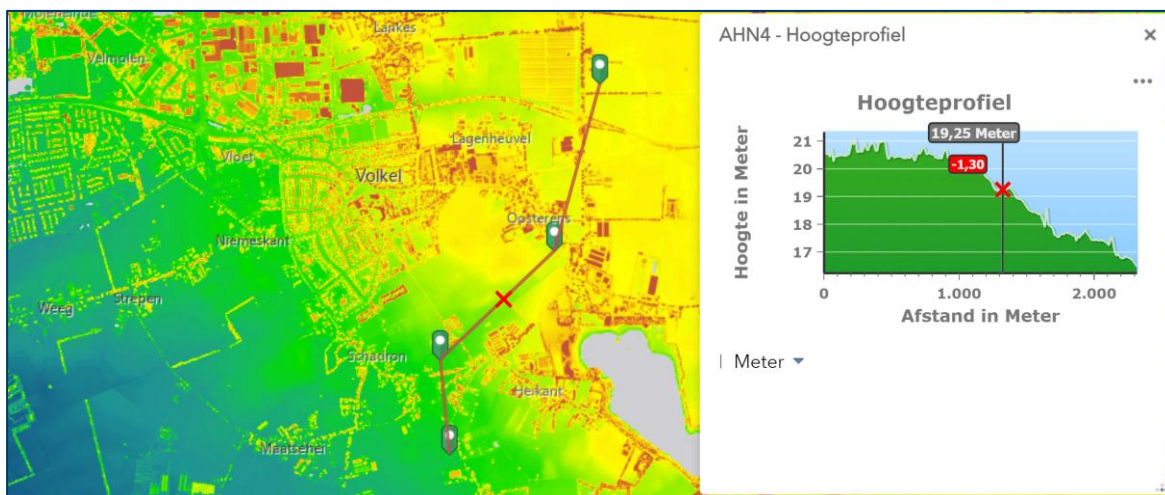 Moleneinde
Lankes
Velmolen
Lagenheuvel
Vloet
Volkel
Oosterens
Niemeskant
Weeg
Strepen
Schadron
Heikant
Maatsehei
AHN4 - Hoogteprofiel
×
•••
Hoogteprofiel
19,25 Meter
-1,30
Hoogte in Meter
21
20
19
18
17
0
1.000
2.000
Afstand in Meter
| Meter